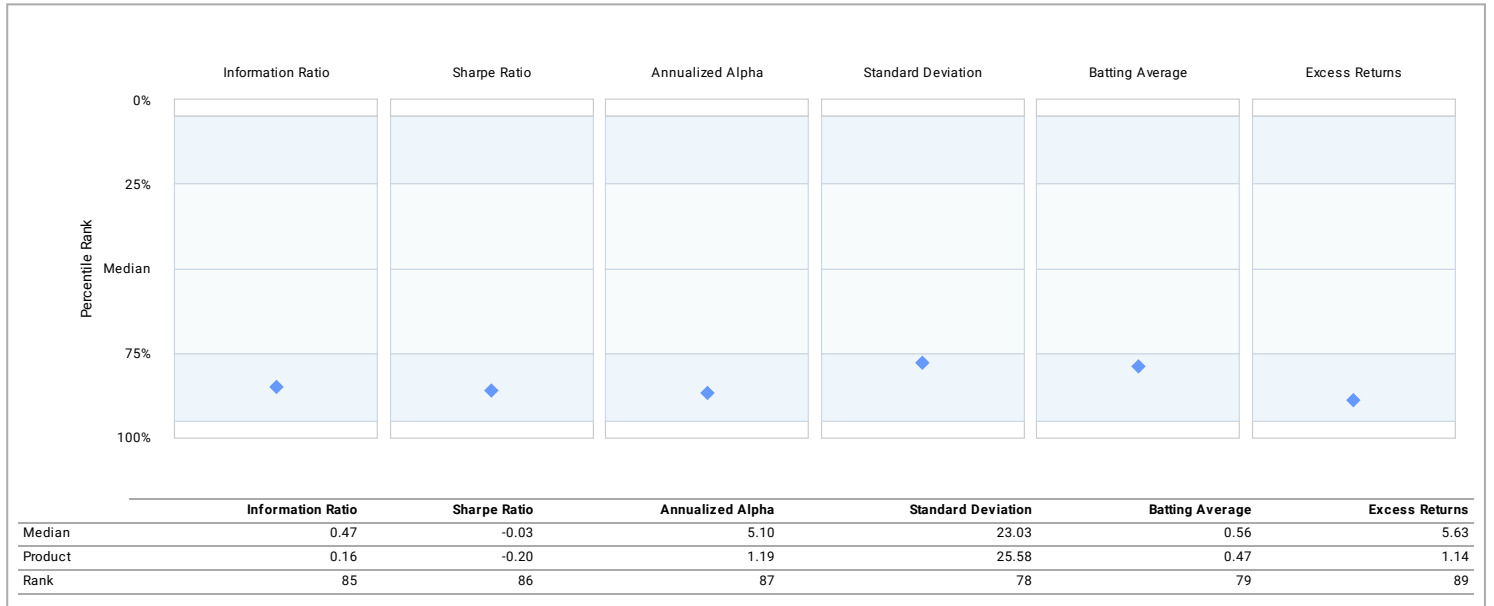 Information Ratio Sharpe Ratio Annualized Alpha Standard Deviation Batting Average Excess Returns
0%
25%
Median
75%
100%
Percentile Rank
Information Ratio Sharpe Ratio Annualized Alpha Standard Deviation Batting Average Excess Returns
Median 0.47 -0.03 5.10 23.03 0.56 5.63
Product 0.16 -0.20 1.19 25.58 0.47 1.14
Rank 85 86 87 78 79 89